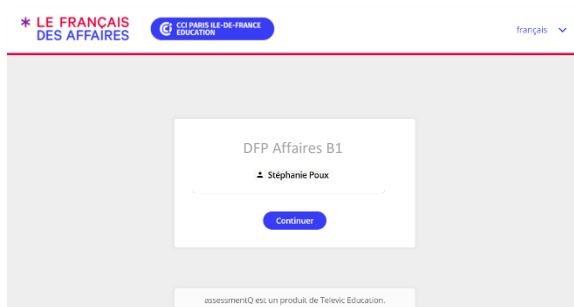 * LE FRANÇAIS
DES AFFAIRES
CCI PARIS ILE-DE-FRANCE
EDUCATION
français
DFP Affaires B1
Stéphanie Poux
Continuer
assessmentQ est un produit de Televic Education.